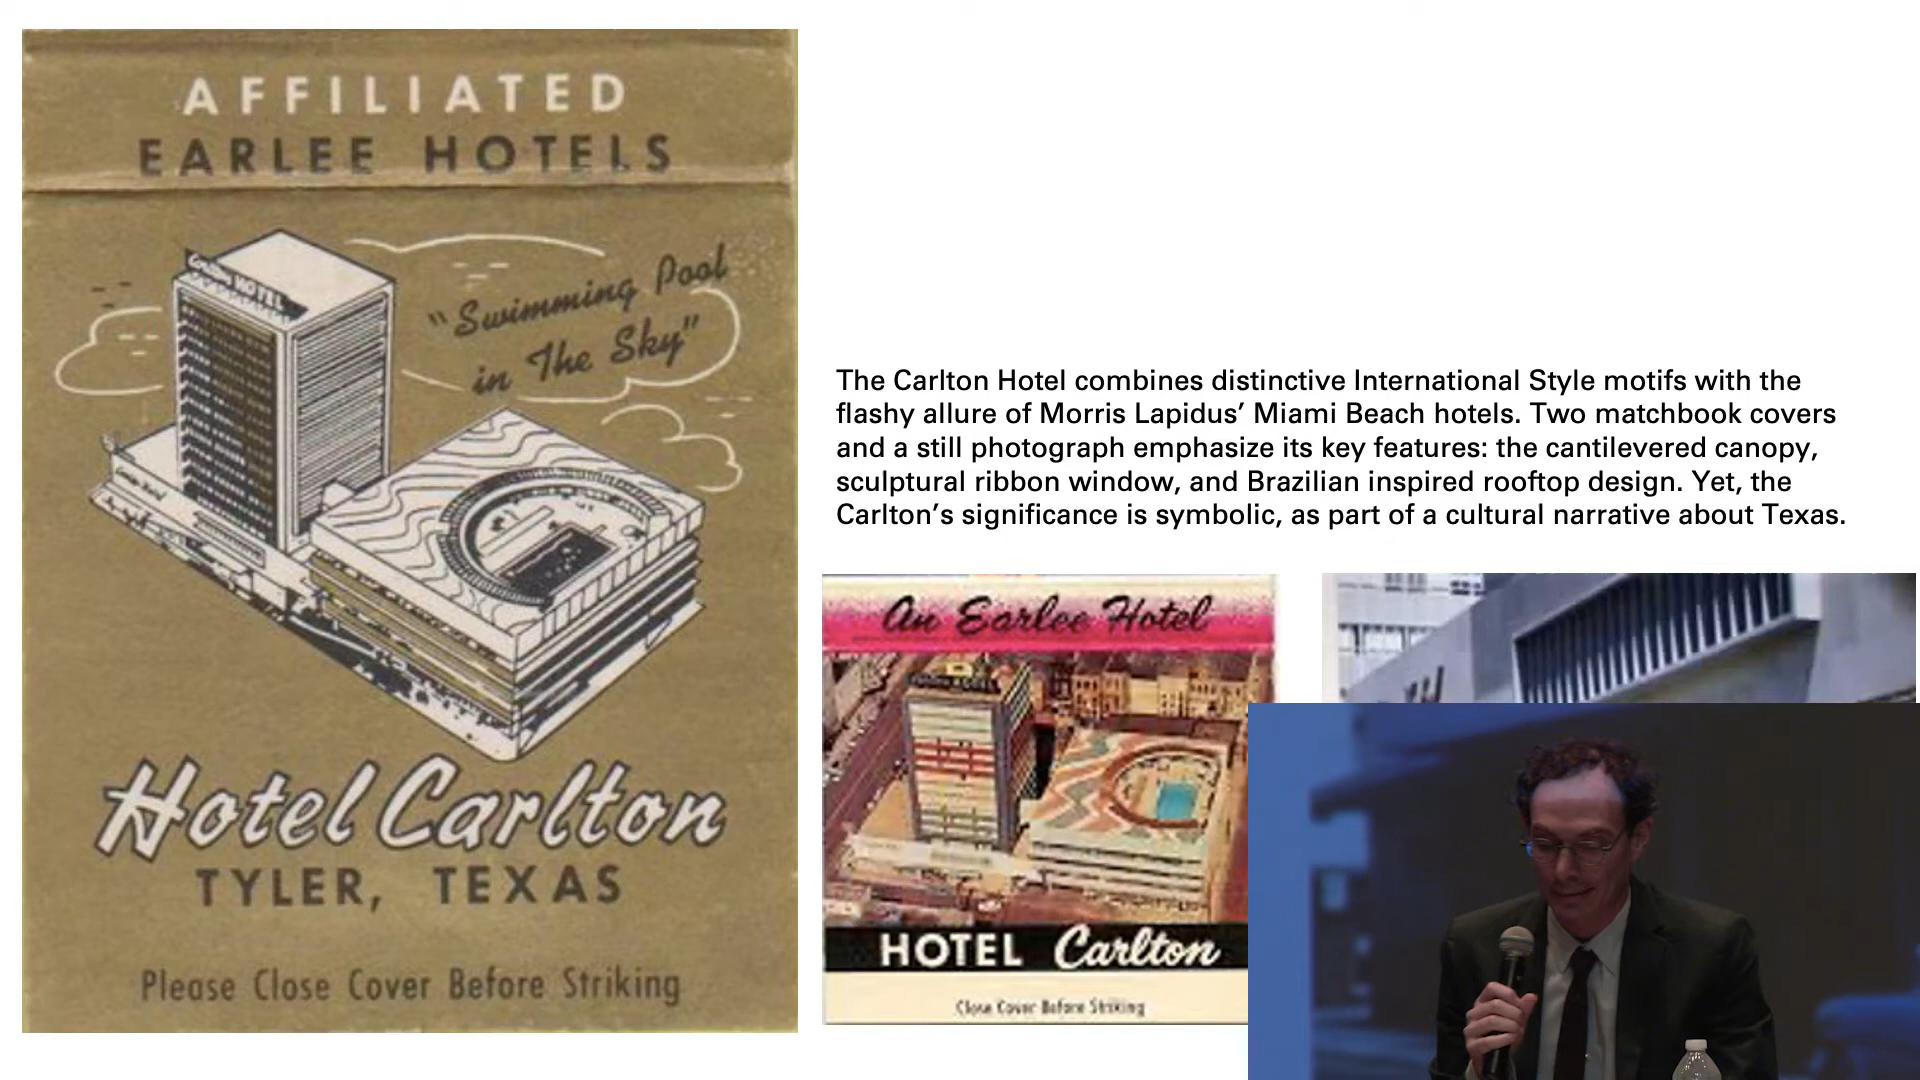 AFFILIATED
EARLEE HOTELS
Carlton HOTEL
"Swimming Pool
in The Sky"
Hotel Carlton
TYLER, TEXAS
Please Close Cover Before Striking
The Carlton Hotel combines distinctive International Style motifs with the
flashy allure of Morris Lapidus’ Miami Beach hotels. Two matchbook covers
and a still photograph emphasize its key features: the cantilevered canopy,
sculptural ribbon window, and Brazilian inspired rooftop design. Yet, the
Carlton’s significance is symbolic, as part of a cultural narrative about Texas.
An Earlee Hotel
HOTEL Carlton
Close Cover Before Striking